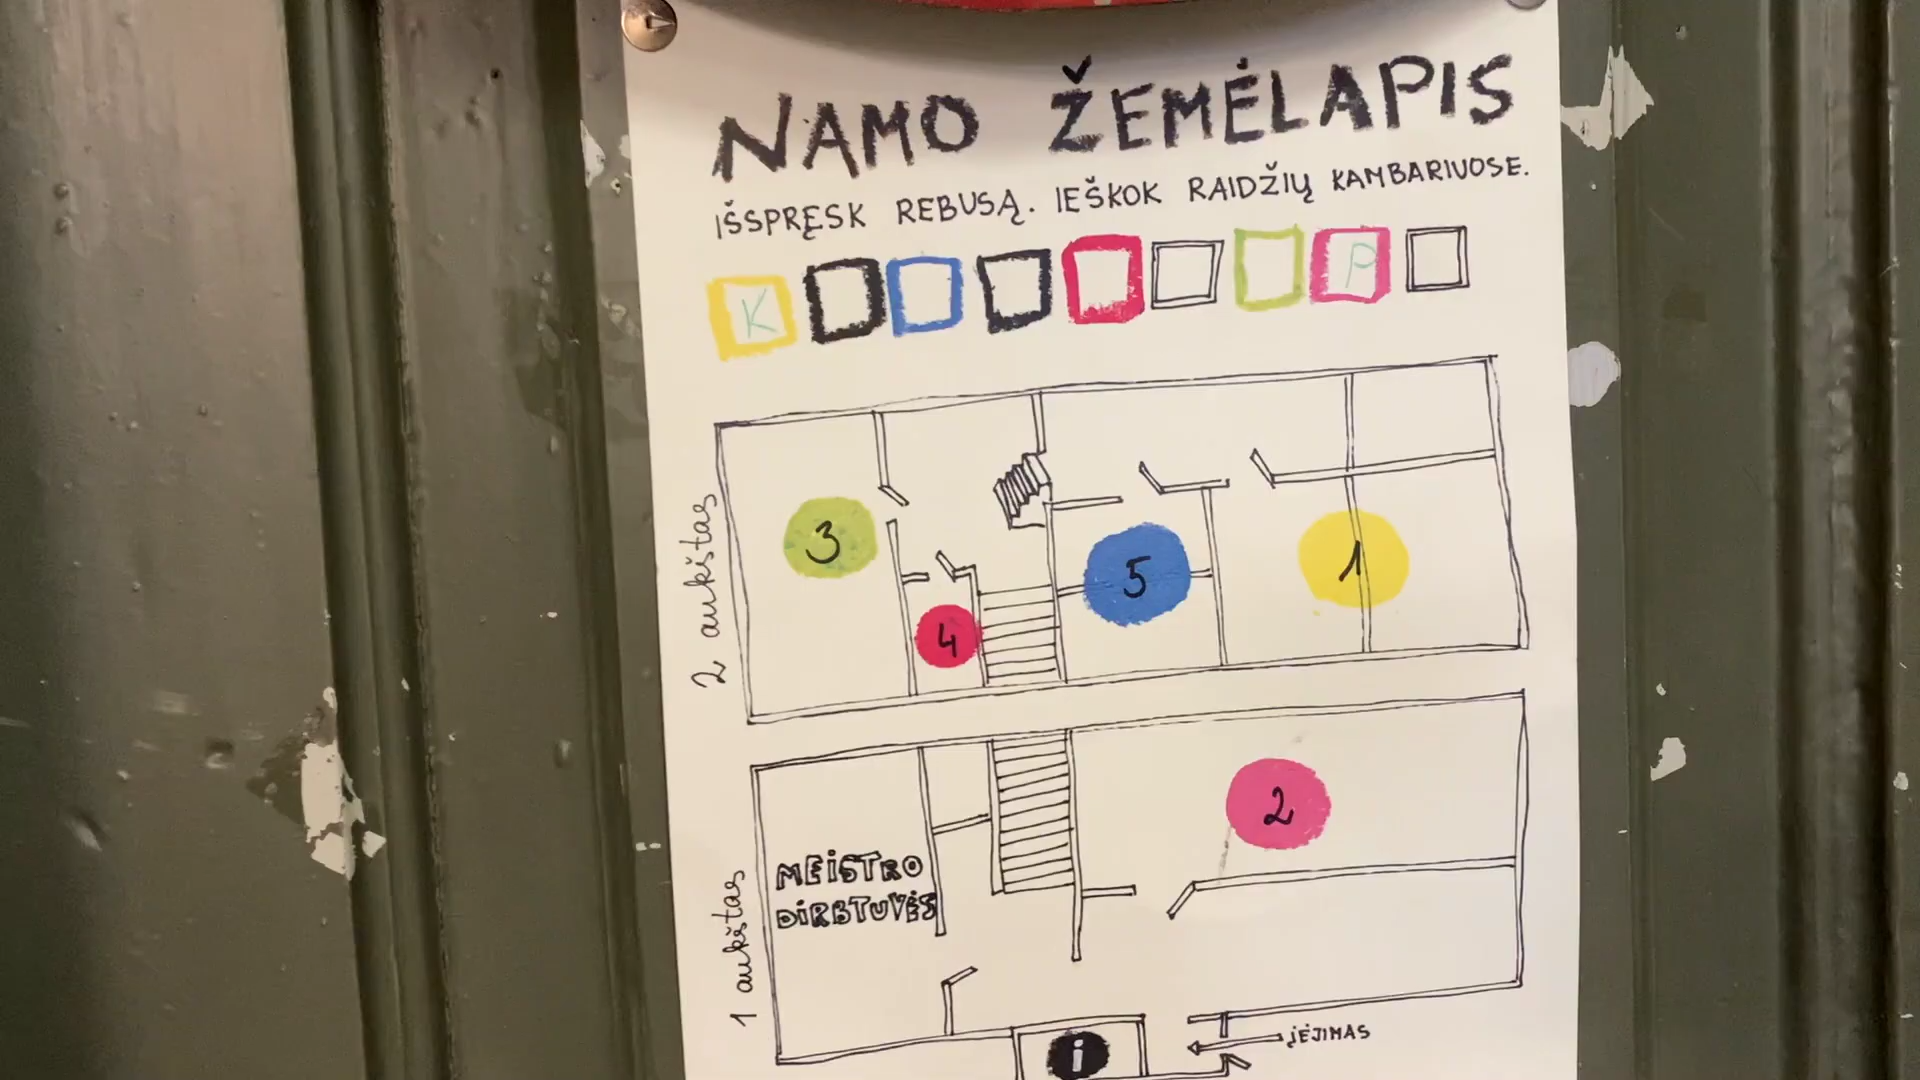 NAMO ŽEMĖLAPIS
IŠSPRĘSK REBUSĄ. IEŠKOK RAIDŽIŲ KAMBARIUOSE.
K P
2 aukštas
3
4
5
1
1 aukštas
2
MEISTRO
DIRBTUVĖS
i
ĮĖJIMAS